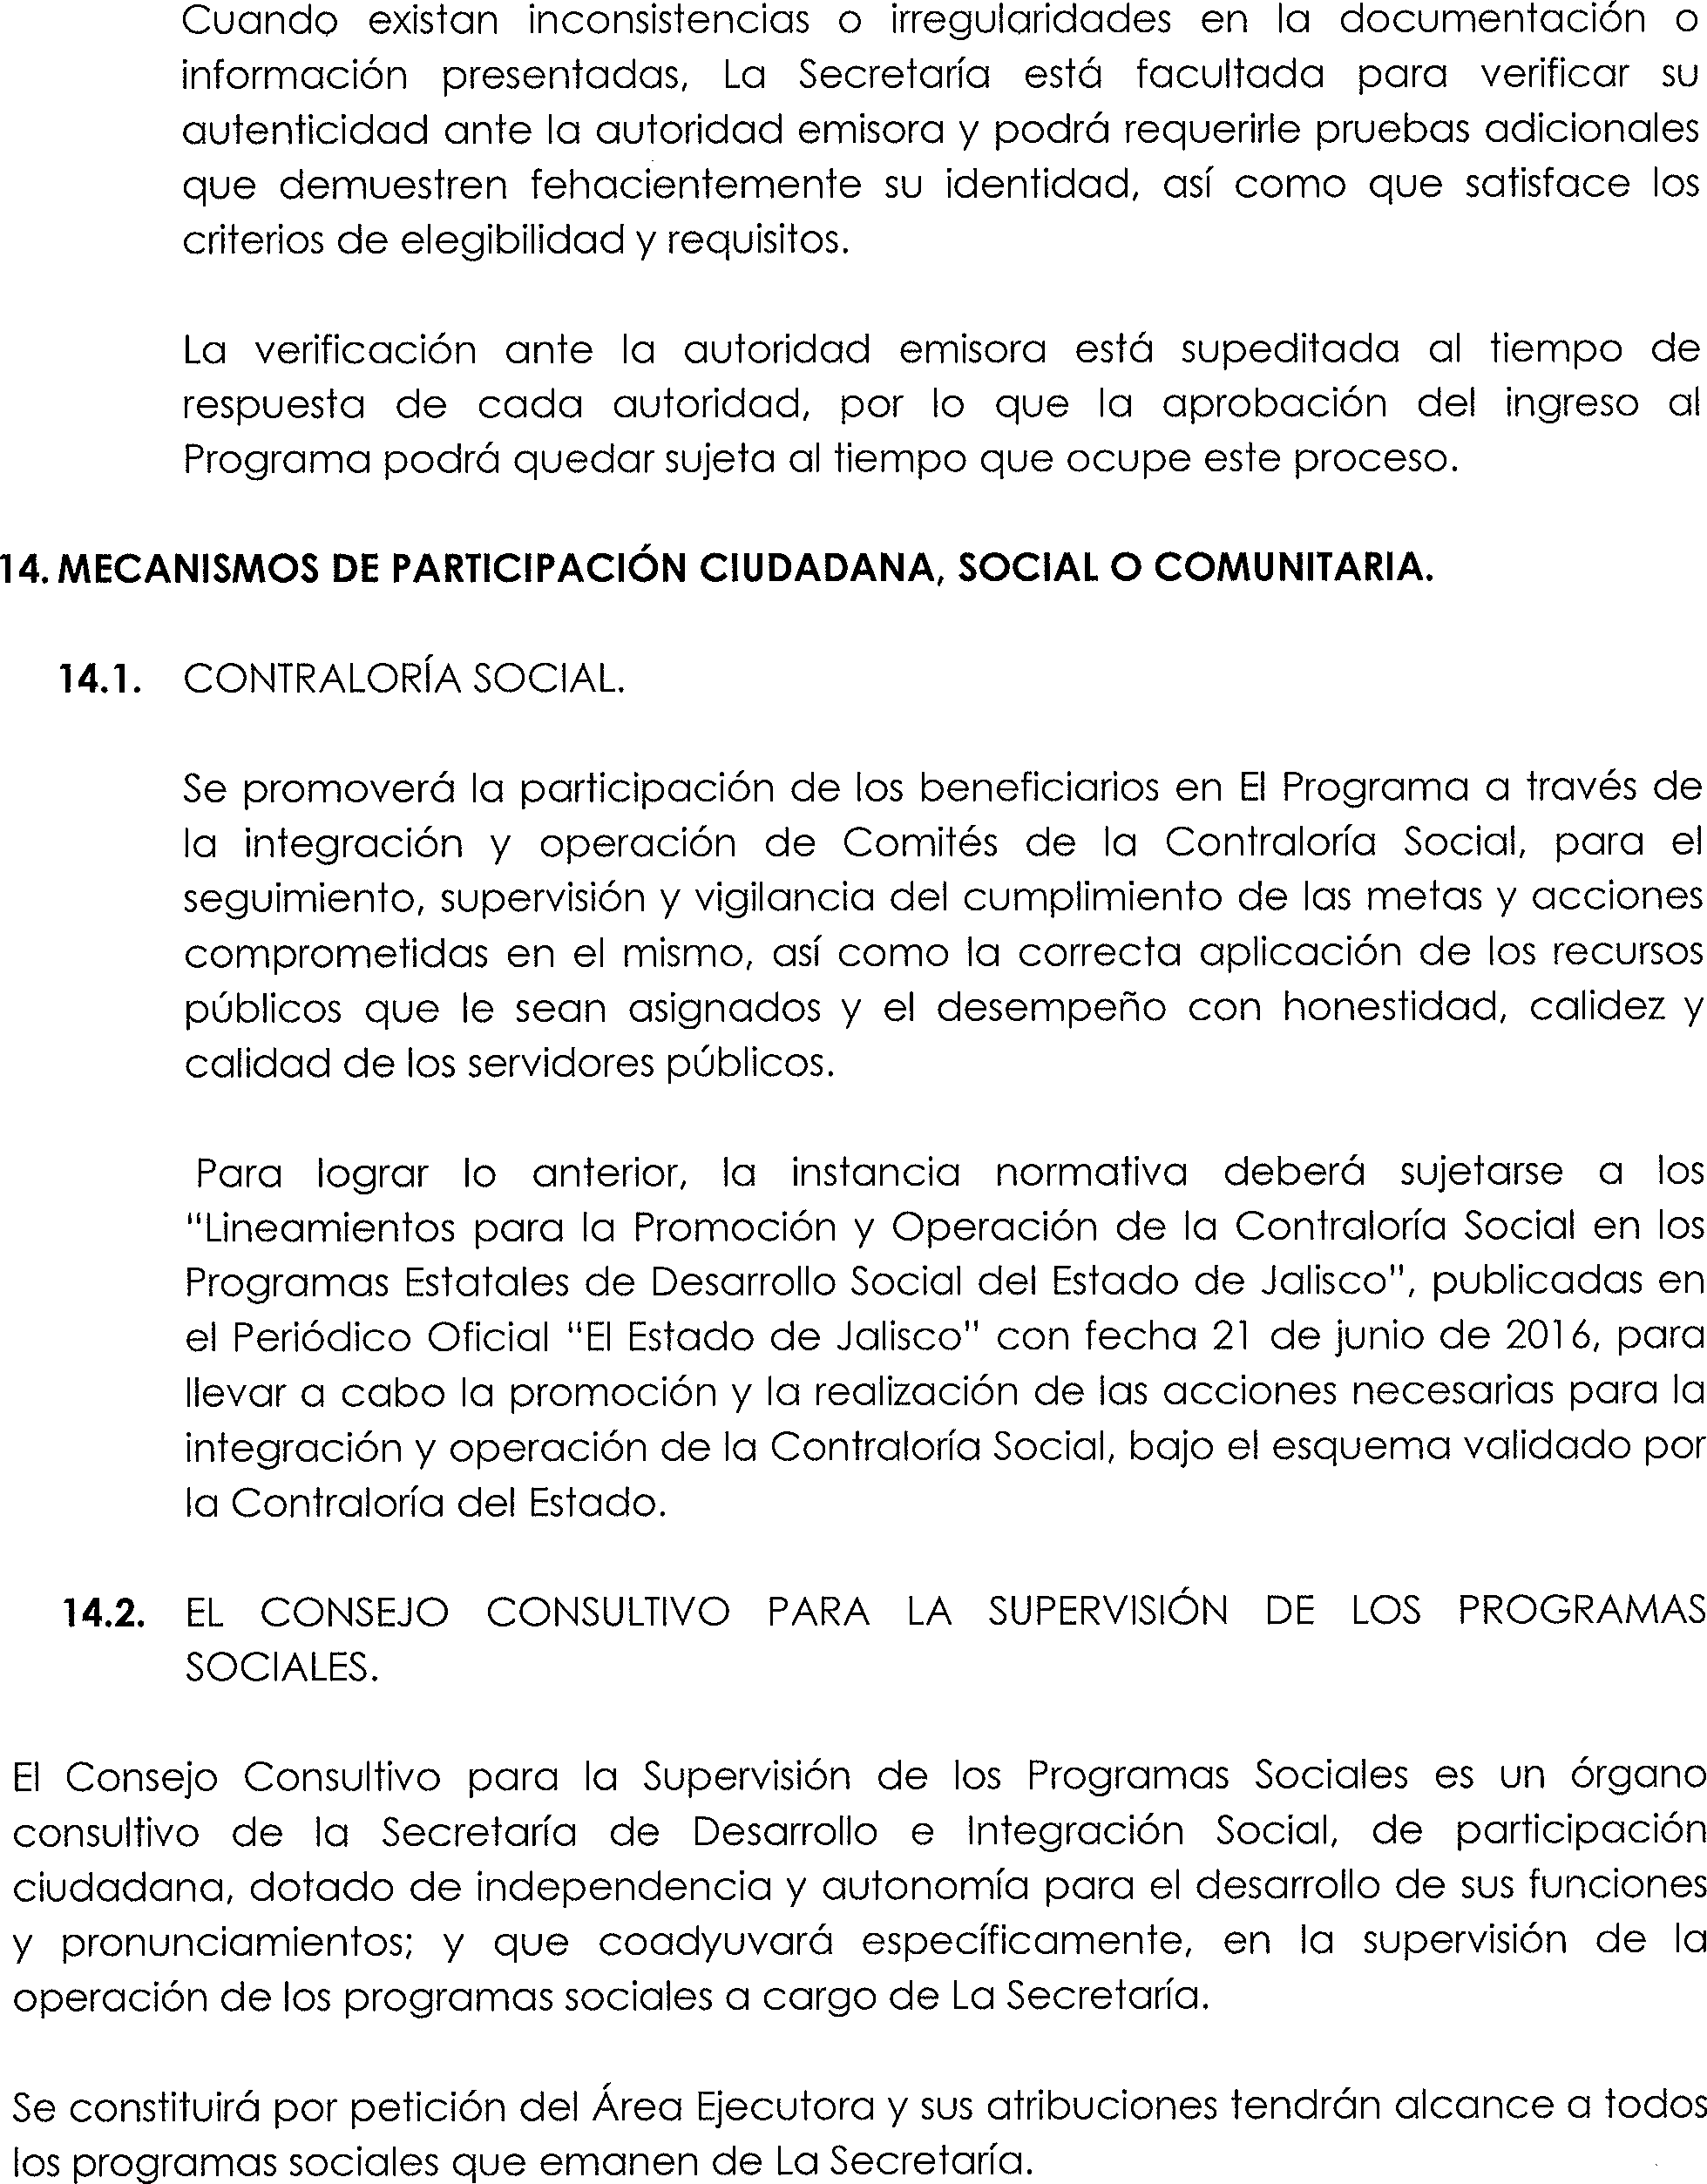 Cuando existan inconsistencias o irregularidades en la documentación o
información presentadas, La Secretaría está facultada para verificar su
autenticidad ante la autoridad emisora y podrá requerirle pruebas adicionales
que demuestren fehacientemente su identidad, así como que satisface los
criterios de elegibilidad y requisitos.
La verificación ante la autoridad emisora está supeditada al tiempo de
respuesta de cada autoridad, por lo que la aprobación del ingreso al
Programa podrá quedar sujeta al tiempo que ocupe este proceso.
14. MECANISMOS DE PARTICIPACIÓN CIUDADANA, SOCIAL O COMUNITARIA.
14.1. CONTRALORÍA SOCIAL.
Se promoverá la participación de los beneficiarios en El Programa a través de
la integración y operación de Comités de la Contraloría Social, para el
seguimiento, supervisión y vigilancia del cumplimiento de las metas y acciones
comprometidas en el mismo, así como la correcta aplicación de los recursos
públicos que le sean asignados y el desempeño con honestidad, calidez y
calidad de los servidores públicos.
Para lograr lo anterior, la instancia normativa deberá sujetarse a los
"Lineamientos para la Promoción y Operación de la Contraloría Social en los
Programas Estatales de Desarrollo Social del Estado de Jalisco", publicadas en
el Periódico Oficial "El Estado de Jalisco" con fecha 21 de junio de 2016, para
llevar a cabo la promoción y la realización de las acciones necesarias para la
integración y operación de la Contraloría Social, bajo el esquema validado por
la Contraloría del Estado.
14.2. EL CONSEJO CONSULTIVO PARA LA SUPERVISIÓN DE LOS PROGRAMAS
SOCIALES.
El Consejo Consultivo para la Supervisión de los Programas Sociales es un órgano
consultivo de la Secretaría de Desarrollo e Integración Social, de participación
ciudadana, dotado de independencia y autonomía para el desarrollo de sus funciones
y pronunciamientos; y que coadyuvará específicamente, en la supervisión de la
operación de los programas sociales a cargo de La Secretaría.
Se constituirá por petición del Área Ejecutora y sus atribuciones tendrán alcance a todos
los programas sociales que emanen de La Secretaría.